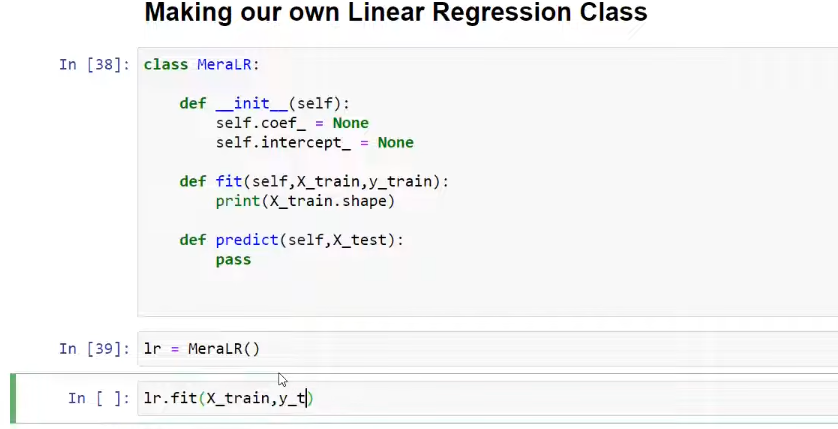 Making our own Linear Regression Class
In [38]: class MeraLR:
def __init__(self):
self.coef_ = None
self.intercept_ = None
def fit(self,X_train,y_train):
print(X_train.shape)
def predict(self,X_test):
pass
In [39]: lr = MeraLR()
In [ ]: lr.fit(X_train,y_t)